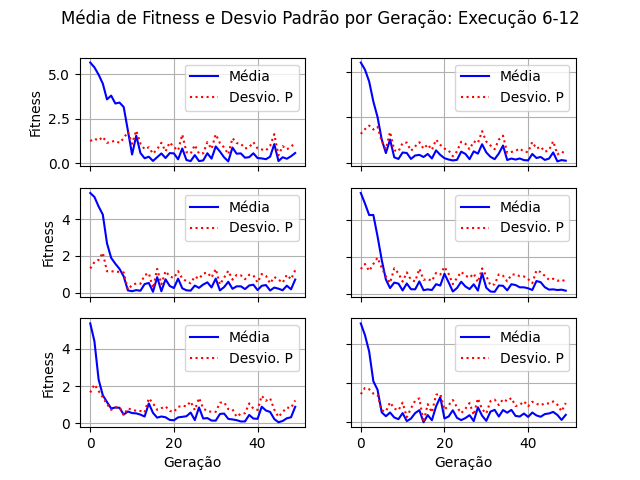 Média de Fitness e Desvio Padrão por Geração: Execução 6-12
Fitness
5.0
2.5
0.0
Média
Desvio. P
Média
Desvio. P
Fitness
4
2
0
Média
Desvio. P
Média
Desvio. P
Fitness
4
2
0
Média
Desvio. P
Média
Desvio. P
0 20 40
0 20 40
Geração
Geração